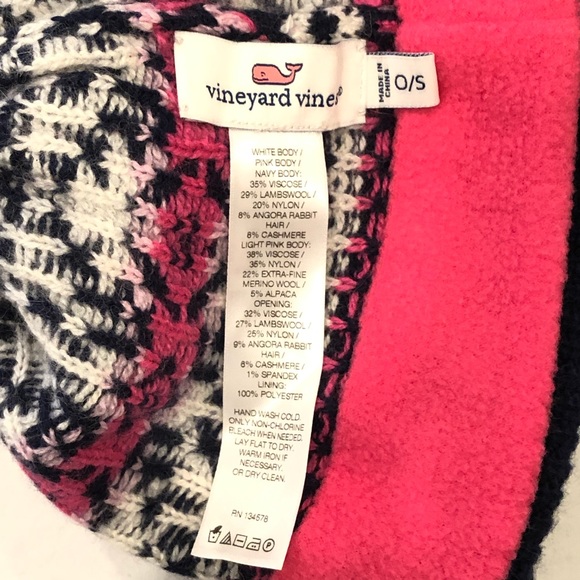 vineyard vines®
MADE IN
CHINA
O/S
WHITE BODY /
PINK BODY /
NAVY BODY:
35% VISCOSE /
29% LAMBSWOOL /
20% NYLON /
8% ANGORA RABBIT
HAIR /
8% CASHMERE
LIGHT PINK BODY:
38% VISCOSE /
35% NYLON /
22% EXTRA-FINE
MERINO WOOL /
5% ALPACA
OPENING:
32% VISCOSE /
27% LAMBSWOOL /
25% NYLON /
9% ANGORA RABBIT
HAIR /
6% CASHMERE /
1% SPANDEX
LINING:
100% POLYESTER
HAND WASH COLD.
ONLY NON-CHLORINE
BLEACH WHEN NEEDED.
LAY FLAT TO DRY.
WARM IRON IF
NECESSARY.
OR DRY CLEAN.
RN 134578